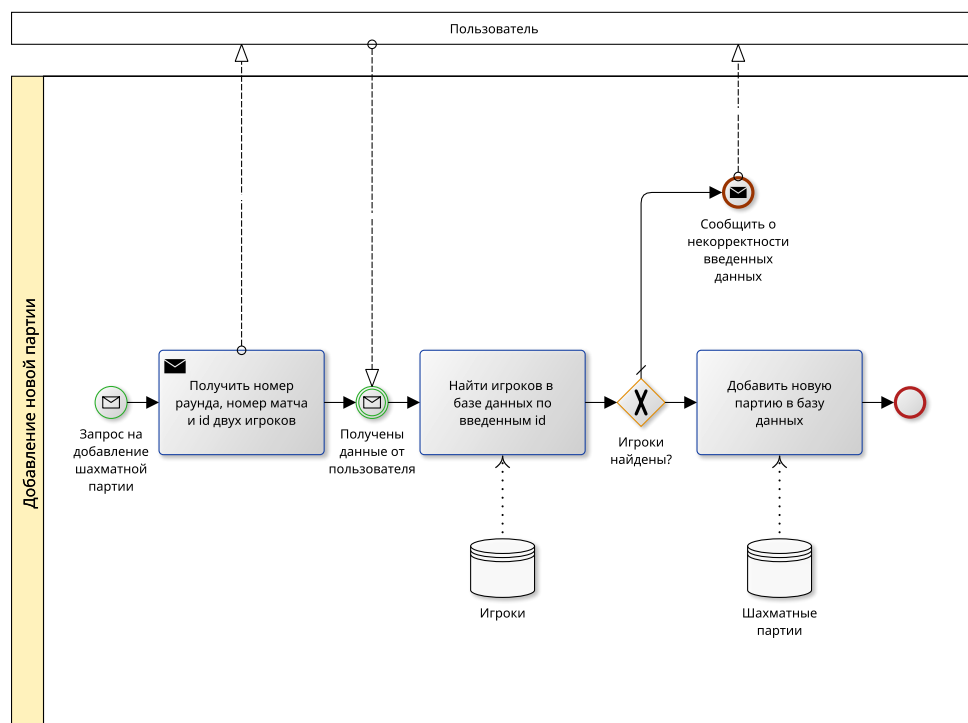 Пользователь
Добавление новой партии
Сообщить о
некорректности
введенных
данных
Получить номер
раунда, номер матча
и id двух игроков
Найти игроков в
базе данных по
введенным id
Добавить новую
партию в базу
данных
Запрос на
добавление
шахматной
партии
Получены
данные от
пользователя
Игроки
найдены?
Игроки
Шахматные
партии